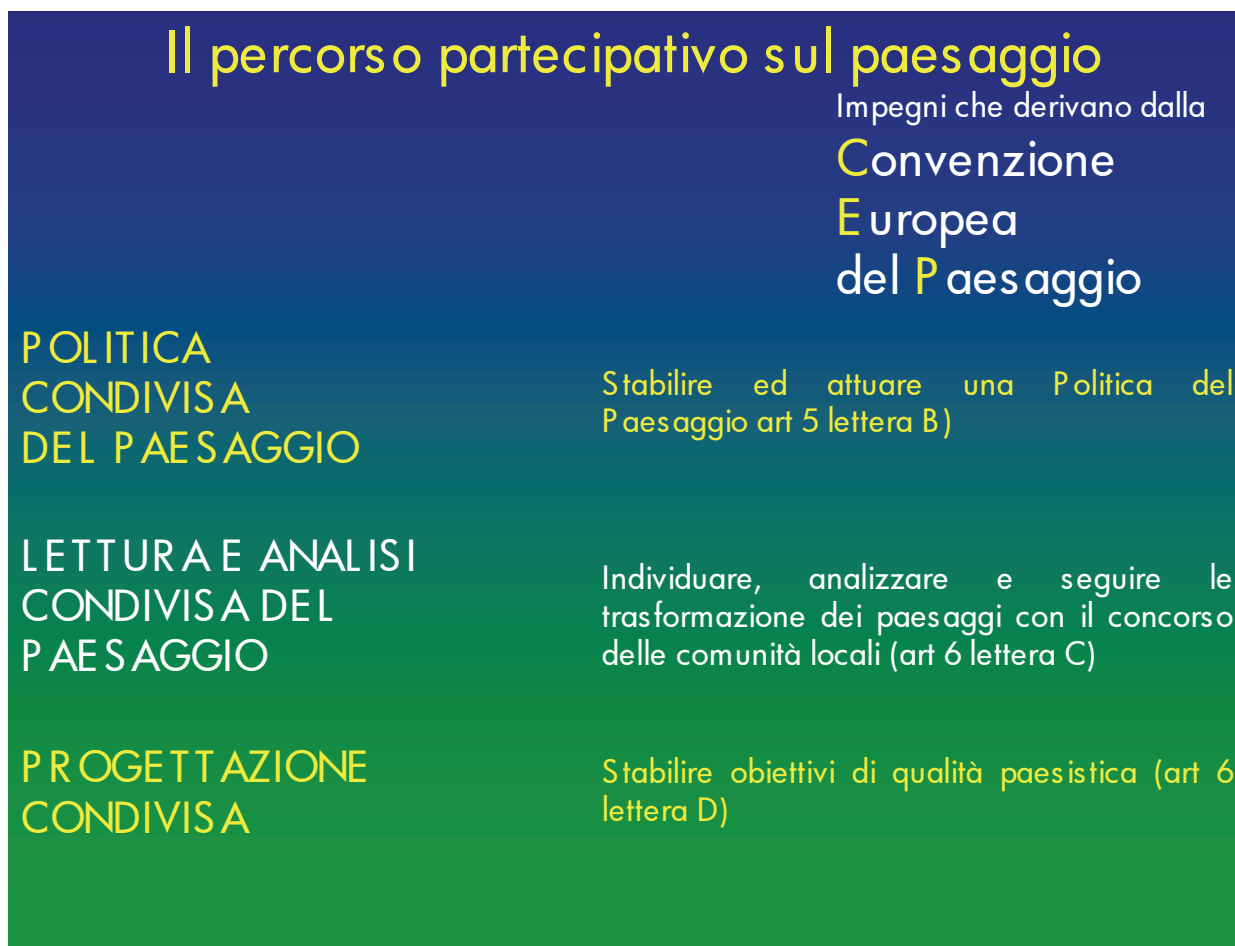 Il percorso partecipativo sul paesaggio
Impegni che derivano dalla
Convenzione
Europea
del Paesaggio
POLITICA
CONDIVISA
DEL PAESAGGIO
Stabilire ed attuare una Politica del
Paesaggio art 5 lettera B)
LETTURA E ANALISI
CONDIVISA DEL
PAESAGGIO
Individuare, analizzare e seguire le
trasformazione dei paesaggi con il concorso
delle comunità locali (art 6 lettera C)
PROGETTAZIONE
CONDIVISA
Stabilire obiettivi di qualità paesistica (art 6
lettera D)